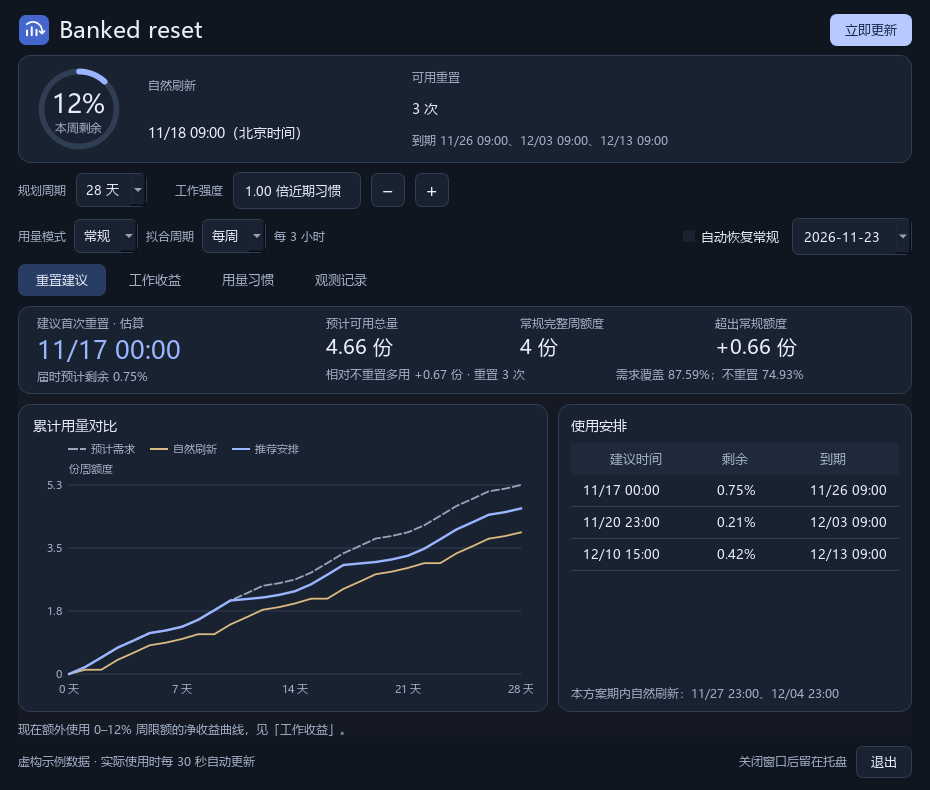 Banked reset
立即更新
12%
本周剩余
自然刷新
11/18 09:00（北京时间）
可用重置
3 次
到期 11/26 09:00、12/03 09:00、12/13 09:00
规划周期 28 天 工作强度 1.00 倍近期习惯 − +
用量模式 常规 拟合周期 每周 每 3 小时 自动恢复常规 2026-11-23
重置建议 工作收益 用量习惯 观测记录
建议首次重置 · 估算
11/17 00:00
届时预计剩余 0.75%
预计可用总量
4.66 份
常规完整周额度
4 份
超出常规额度
+0.66 份
相对不重置多用 +0.67 份 · 重置 3 次
需求覆盖 87.59%；不重置 74.93%
累计用量对比
预计需求 自然刷新 推荐安排
份周额度
5.3
3.5
1.8
0
0 天 7 天 14 天 21 天 28 天
使用安排
建议时间 剩余 到期
11/17 00:00 0.75% 11/26 09:00
11/20 23:00 0.21% 12/03 09:00
12/10 15:00 0.42% 12/13 09:00
本方案期内自然刷新：11/27 23:00、12/04 23:00
现在额外使用 0–12% 周限额的净收益曲线，见「工作收益」。
虚构示例数据 · 实际使用时每 30 秒自动更新
关闭窗口后留在托盘
退出